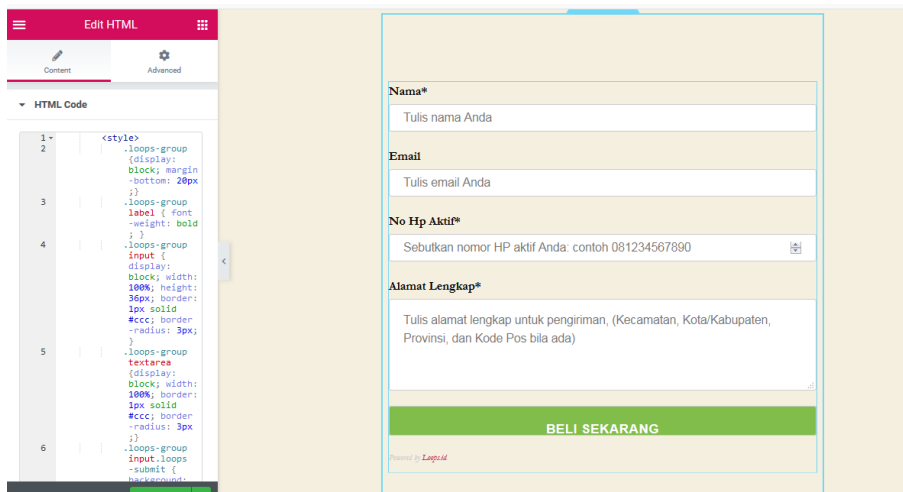 Edit HTML
Content
Advanced
HTML Code
1
<style>
2
.loops-group
{display:
block; margin
-bottom: 20px
;}
3
.loops-group
label { font
-weight: bold
; }
4
.loops-group
input {
display:
block; width:
100%; height:
36px; border:
1px solid
#ccc; border
-radius: 3px;
}
5
.loops-group
textarea
{display:
block; width:
100%; border:
1px solid
#ccc; border
-radius: 3px
;}
6
.loops-group
input.loops
-submit {
background:
Nama*
Tulis nama Anda
Email
Tulis email Anda
No Hp Aktif*
Sebutkan nomor HP aktif Anda: contoh 081234567890
Alamat Lengkap*
Tulis alamat lengkap untuk pengiriman, (Kecamatan, Kota/Kabupaten,
Provinsi, dan Kode Pos bila ada)
BELI SEKARANG
Powered by Loops.id